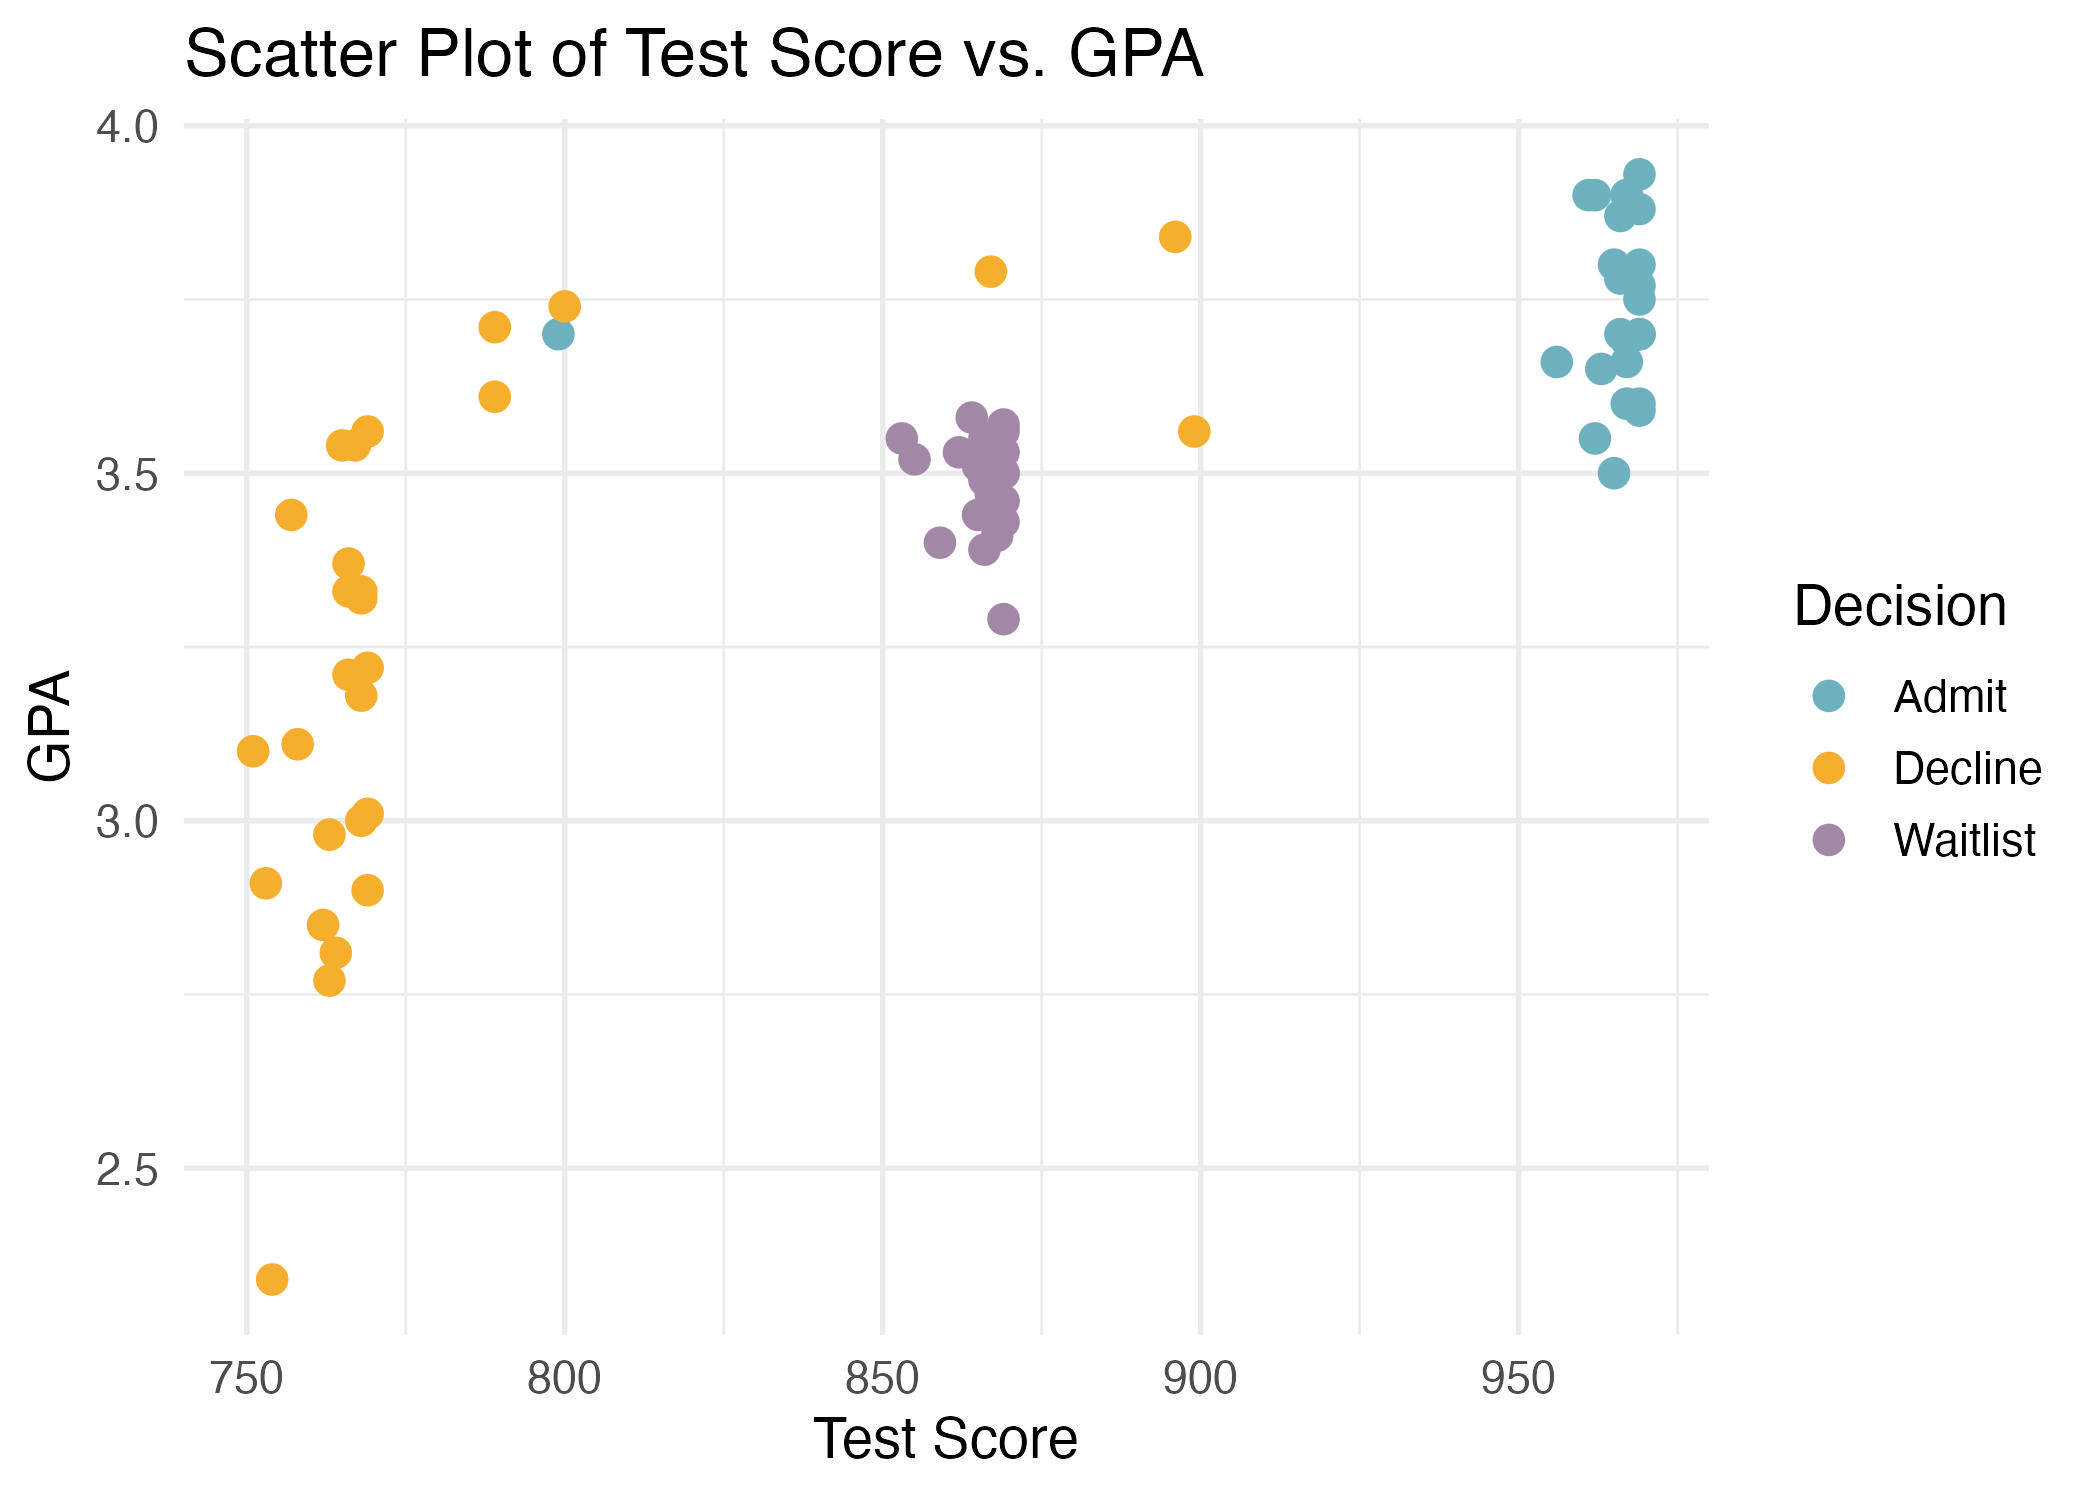 Scatter Plot of Test Score vs. GPA
4.0
3.5
3.0
2.5
GPA
750 800 850 900 950
Test Score
Decision
Admit
Decline
Waitlist